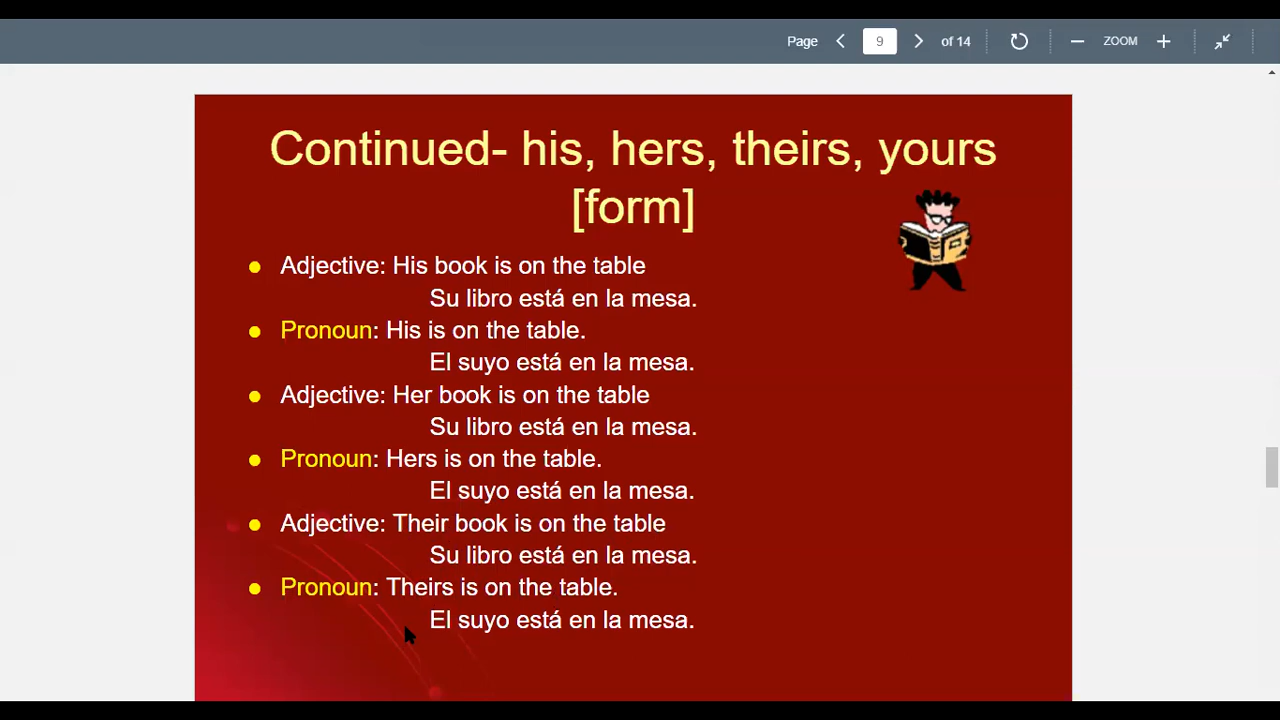 Page 9 of 14 ZOOM
Continued- his, hers, theirs, yours
[form]
Adjective: His book is on the table
Su libro está en la mesa.
Pronoun: His is on the table.
El suyo está en la mesa.
Adjective: Her book is on the table
Su libro está en la mesa.
Pronoun: Hers is on the table.
El suyo está en la mesa.
Adjective: Their book is on the table
Su libro está en la mesa.
Pronoun: Theirs is on the table.
El suyo está en la mesa.